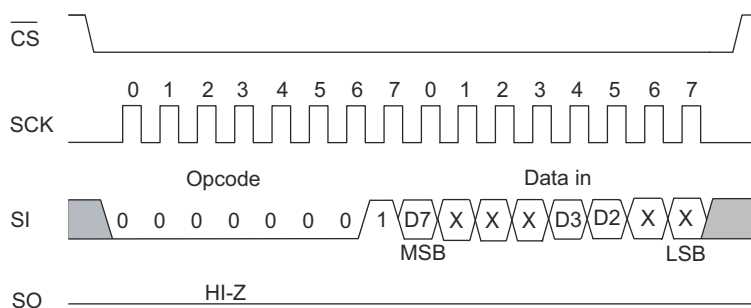 CS
0 1 2 3 4 5 6 7 0 1 2 3 4 5 6 7
SCK
Opcode Data in
SI 0 0 0 0 0 0 0 1 D7 X X X D3 D2 X X
MSB LSB
HI-Z
SO